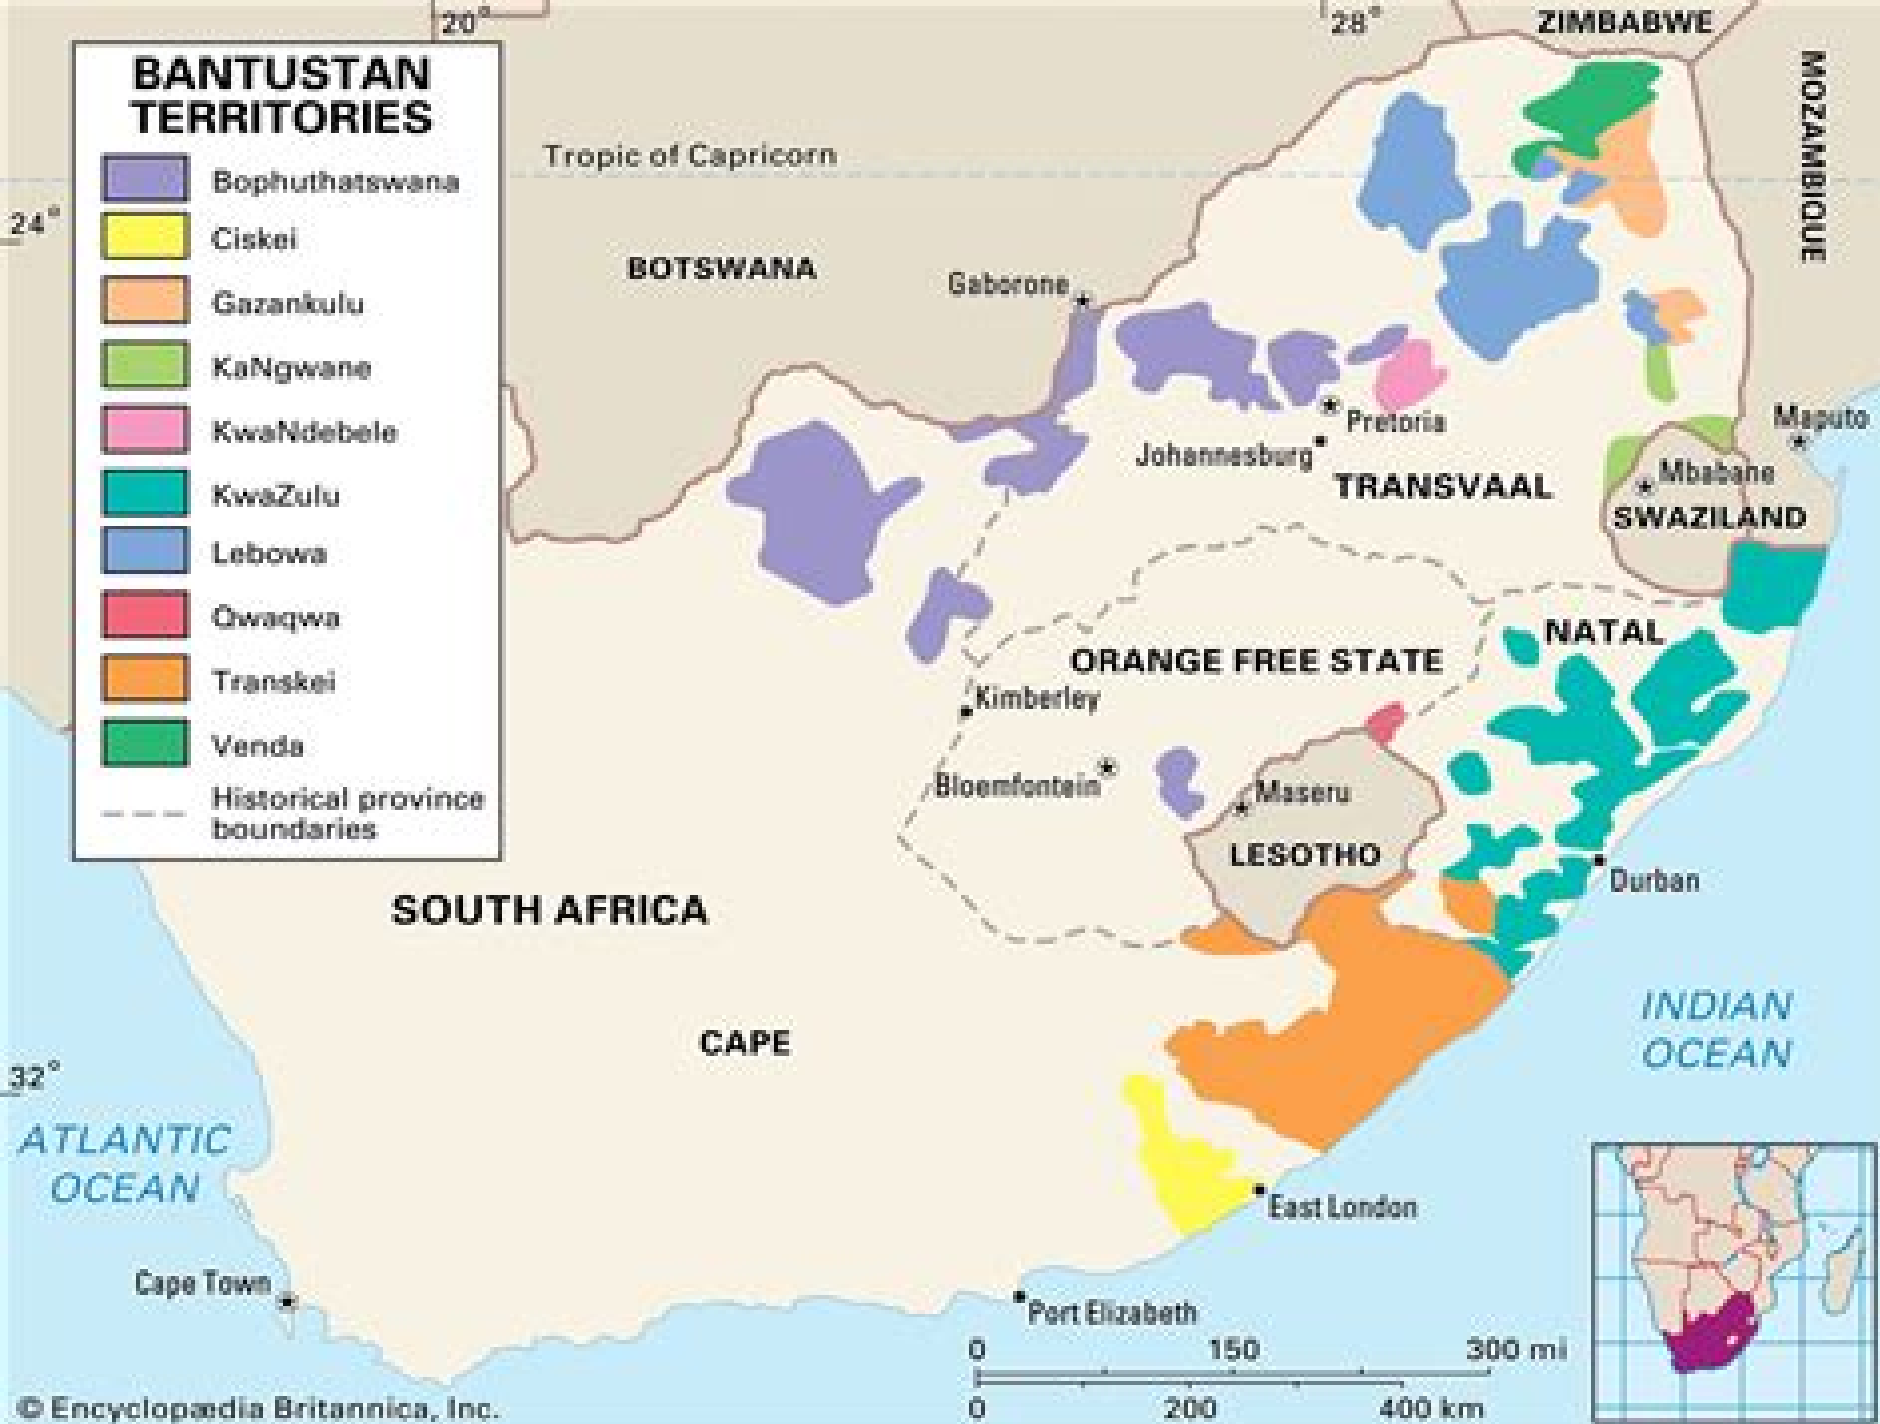 20°
28°
ZIMBABWE
BANTUSTAN
TERRITORIES
Bophuthatswana
Ciskei
Gazankulu
KaNgwane
KwaNdebele
KwaZulu
Lebowa
Qwaqwa
Transkei
Venda
Historical province
boundaries
MOZAMBIQUE
Tropic of Capricorn
24°
BOTSWANA
Gaborone
Pretoria
Johannesburg
TRANSVAAL
Maputo
Mbabane
SWAZILAND
NATAL
ORANGE FREE STATE
Kimberley
Bloemfontein
Maseru
LESOTHO
Durban
SOUTH AFRICA
CAPE
INDIAN
OCEAN
32°
ATLANTIC
OCEAN
East London
Cape Town
Port Elizabeth
0 150 300 mi
0 200 400 km
© Encyclopædia Britannica, Inc.